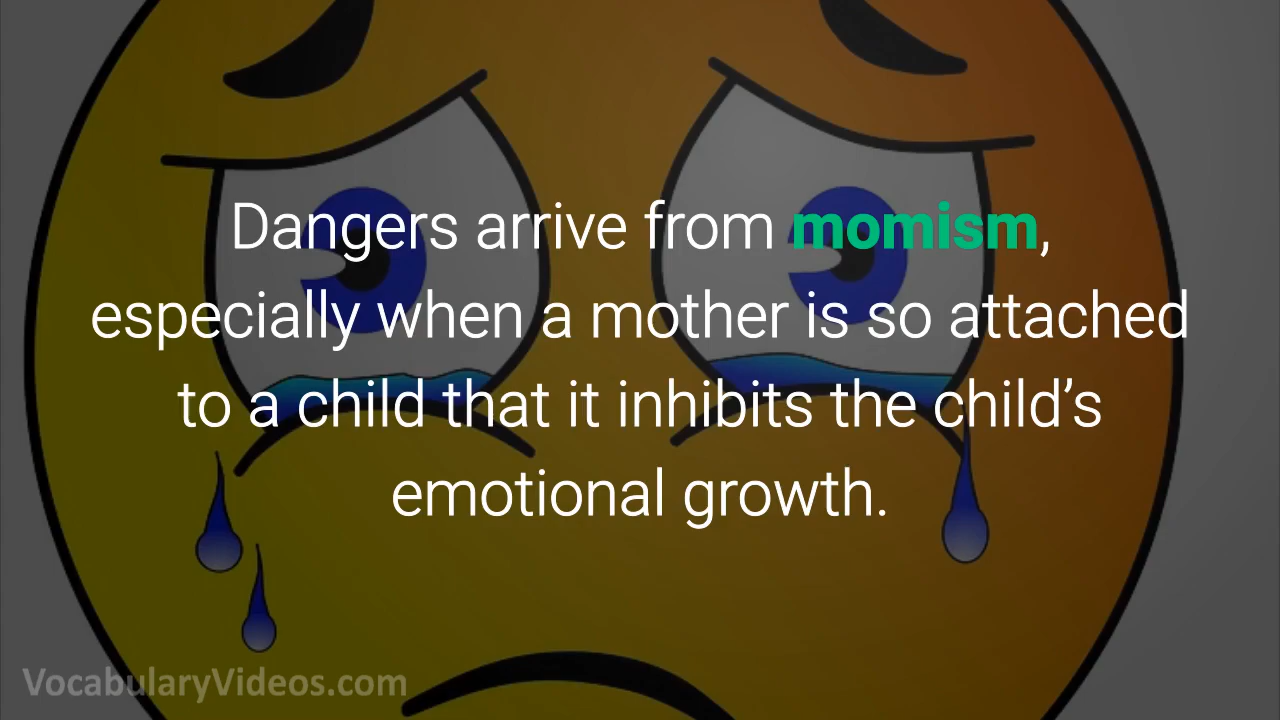 Dangers arrive from momism,
especially when a mother is so attached
to a child that it inhibits the child’s
emotional growth.
VocabularyVideos.com